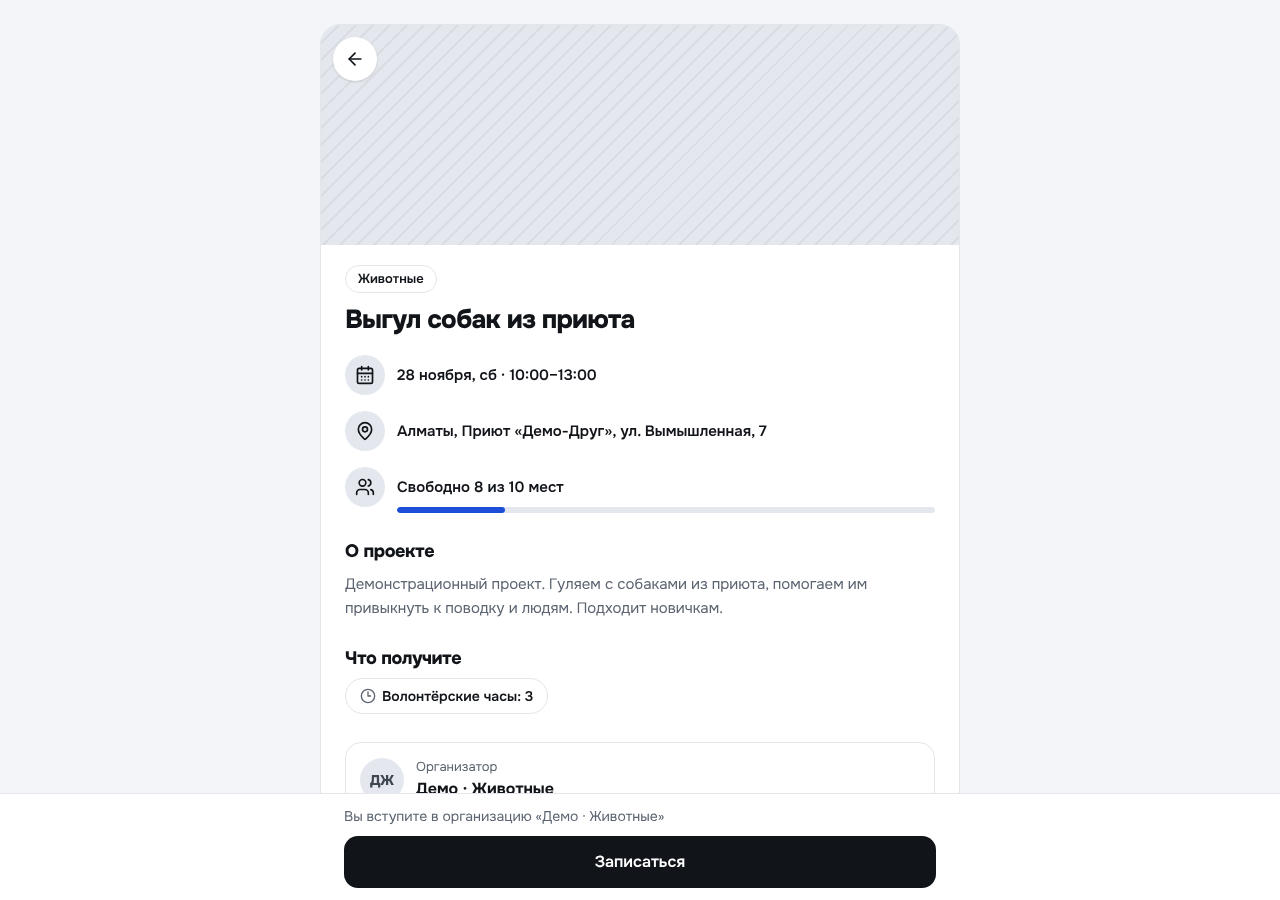 Животные
Выгул собак из приюта
28 ноября, сб · 10:00–13:00
Алматы, Приют «Демо-Друг», ул. Вымышленная, 7
Свободно 8 из 10 мест
О проекте
Демонстрационный проект. Гуляем с собаками из приюта, помогаем им
привыкнуть к поводку и людям. Подходит новичкам.
Что получите
Волонтёрские часы: 3
ДЖ
Организатор
Демо · Животные
Вы вступите в организацию «Демо · Животные»
Записаться